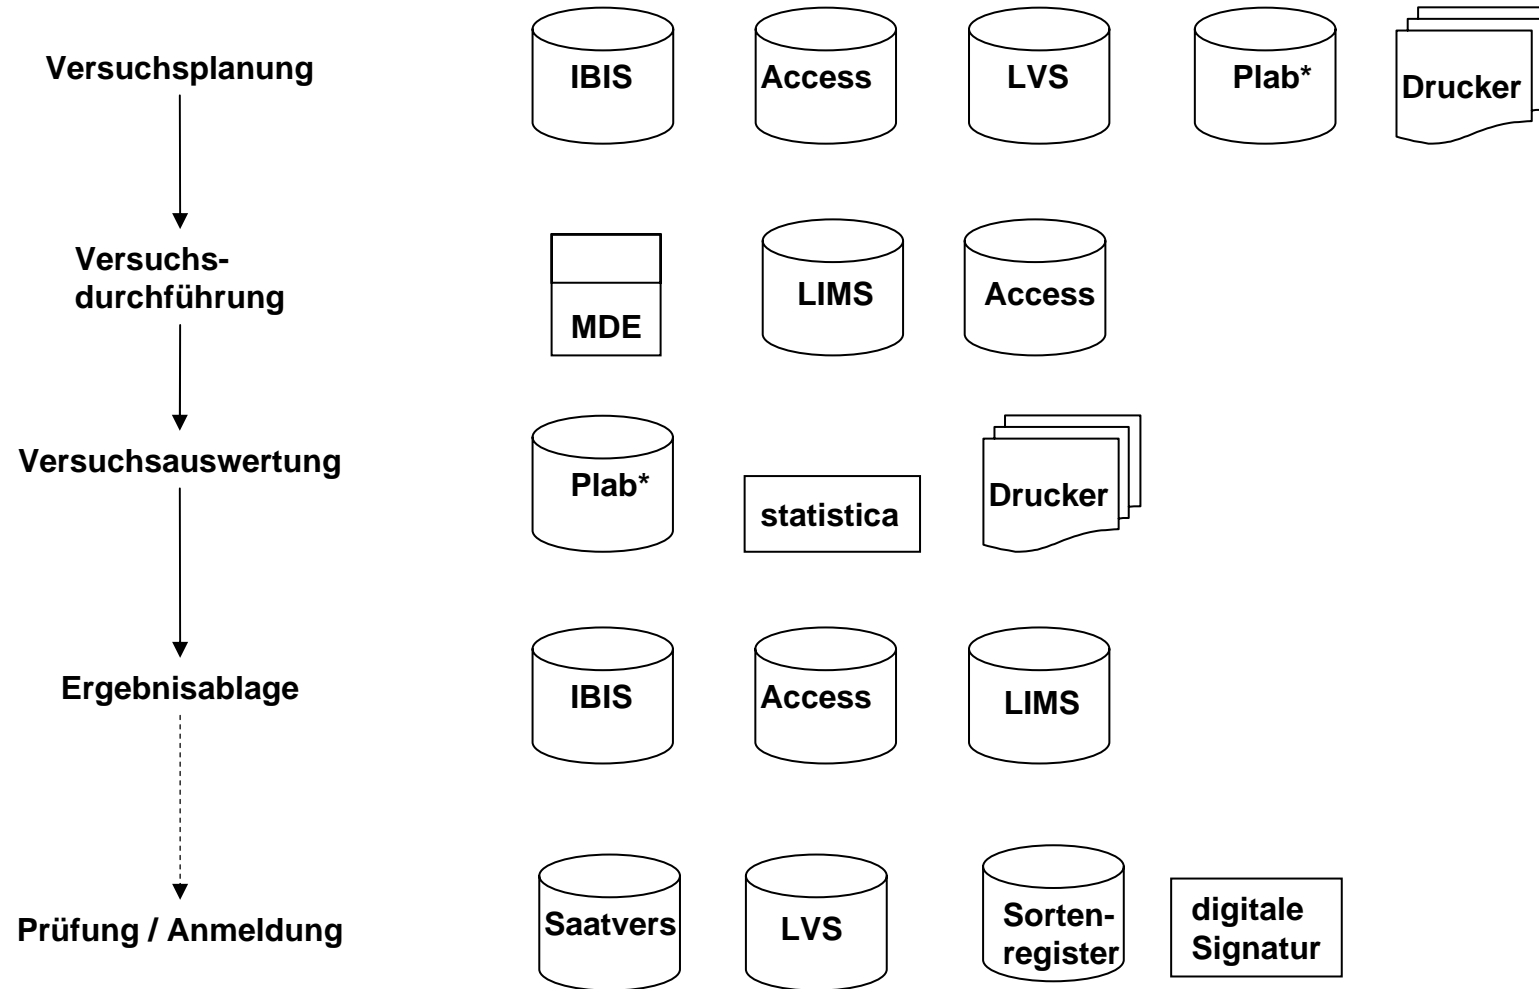 Versuchsplanung
IBIS
Access
LVS
Plab*
Drucker
Versuchs-
durchführung
MDE
LIMS
Access
Versuchsauswertung
Plab*
statistica
Drucker
Ergebnisablage
IBIS
Access
LIMS
Prüfung / Anmeldung
Saatvers
LVS
Sorten-
register
digitale
Signatur